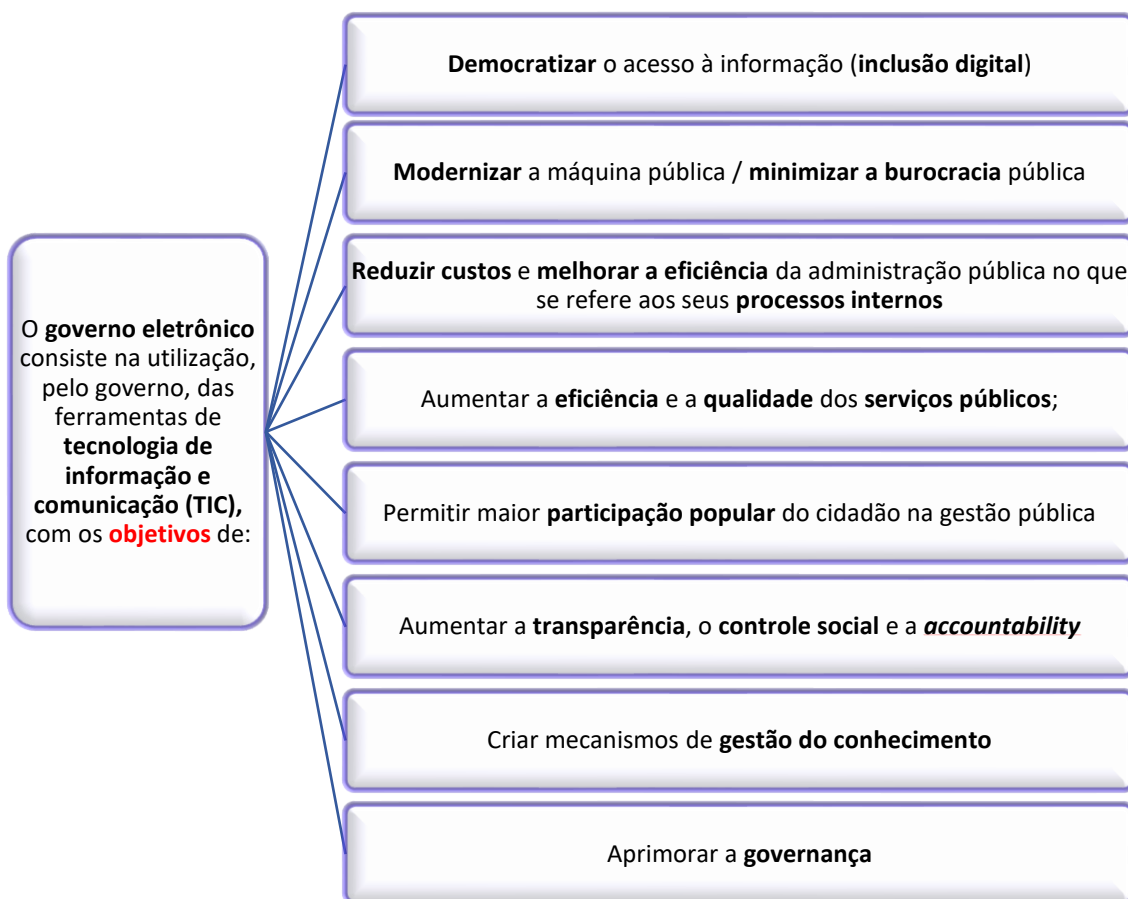 O governo eletrônico
consiste na utilização,
pelo governo, das
ferramentas de
tecnologia de
informação e
comunicação (TIC),
com os objetivos de:
Democratizar o acesso à informação (inclusão digital)
Modernizar a máquina pública / minimizar a burocracia pública
Reduzir custos e melhorar a eficiência da administração pública no que
se refere aos seus processos internos
Aumentar a eficiência e a qualidade dos serviços públicos;
Permitir maior participação popular do cidadão na gestão pública
Aumentar a transparência, o controle social e a accountability
Criar mecanismos de gestão do conhecimento
Aprimorar a governança